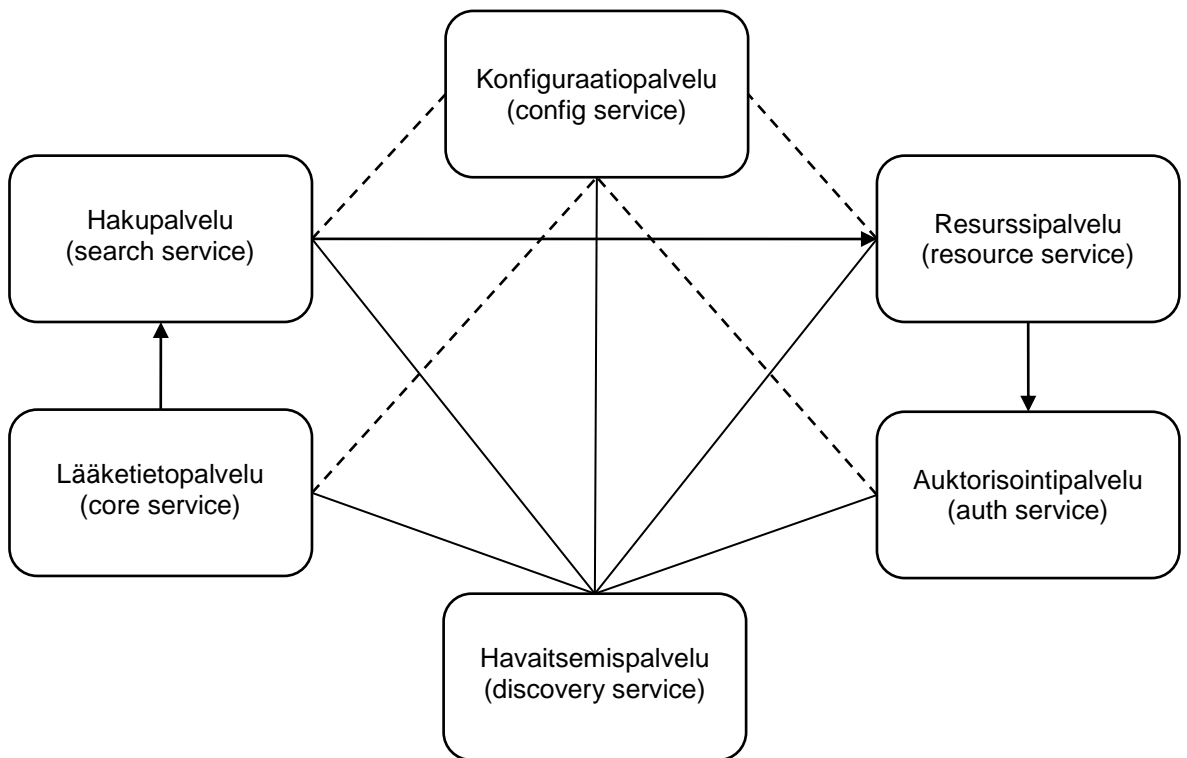 Konfiguraatiopalvelu
(config service)
Hakupalvelu
(search service)
Resurssipalvelu
(resource service)
Lääketietopalvelu
(core service)
Auktorisointipalvelu
(auth service)
Havaitsemispalvelu
(discovery service)